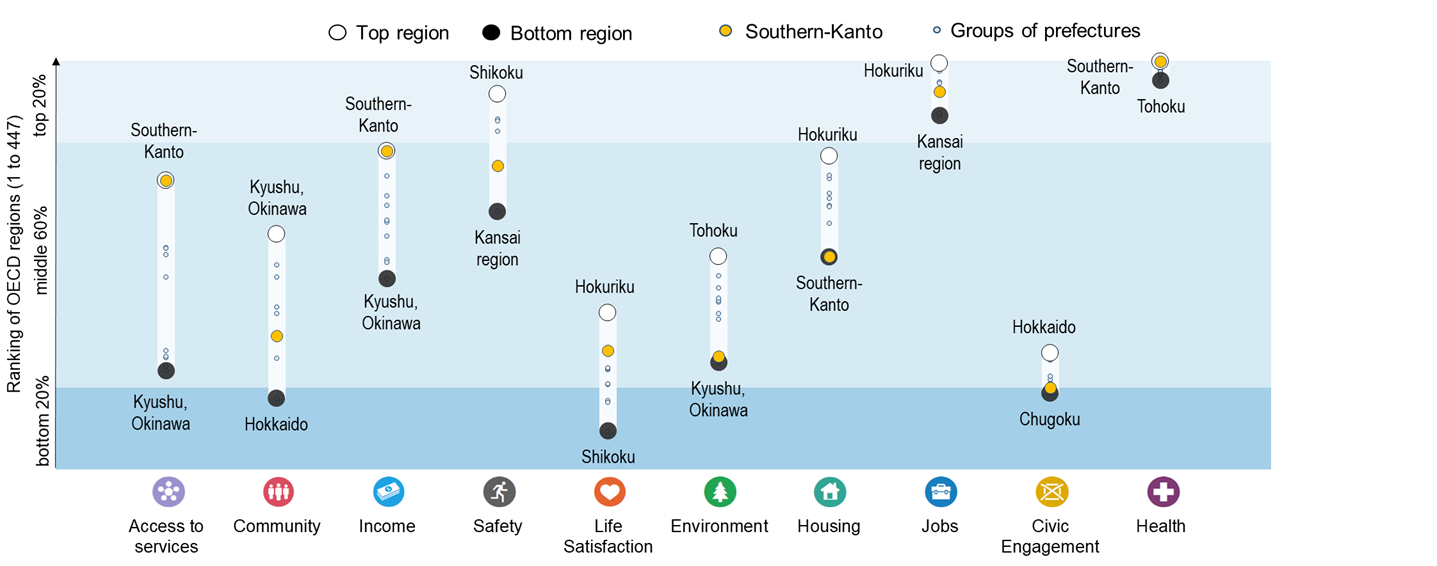 Top region
Bottom region
Southern-Kanto
Groups of prefectures
Ranking of OECD regions (1 to 447)
top 20%
middle 60%
bottom 20%
Southern-
Kanto
Kyushu,
Okinawa
Kyushu,
Okinawa
Hokkaido
Southern-
Kanto
Kyushu,
Okinawa
Shikoku
Kansai
region
Hokuriku
Shikoku
Tohoku
Kyushu,
Okinawa
Hokuriku
Southern-
Kanto
Hokuriku
Kansai
region
Hokkaido
Chugoku
Southern-
Kanto
Tohoku
Access to
services
Community
Income
Safety
Life
Satisfaction
Environment
Housing
Jobs
Civic
Engagement
Health